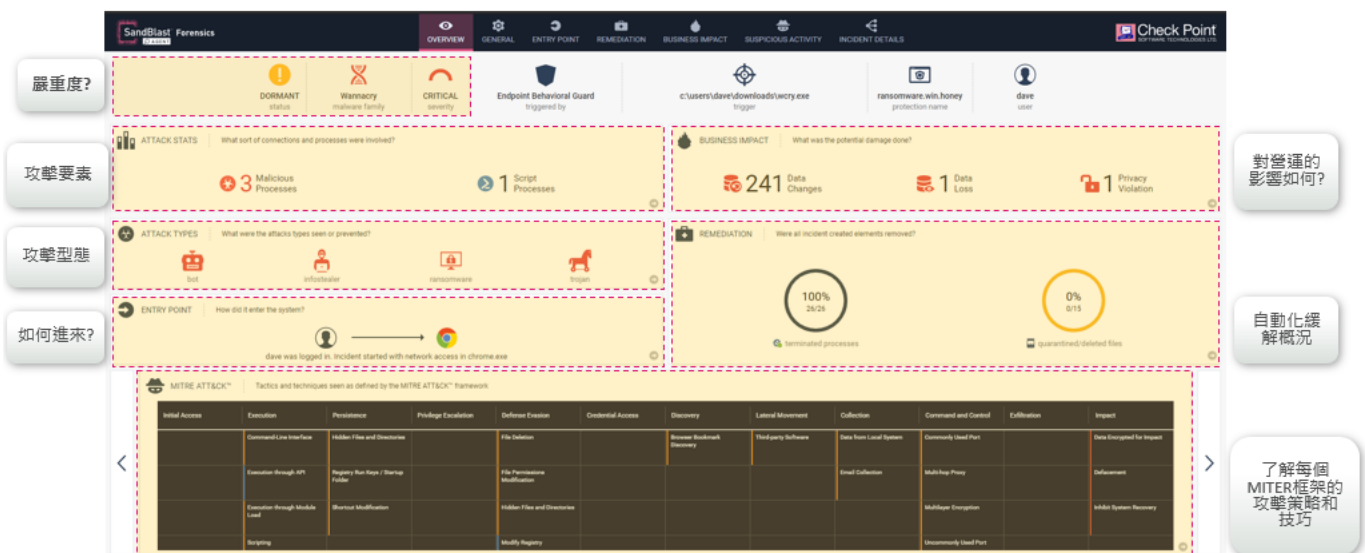 SandBlast Forensics
AGENT
OVERVIEW
GENERAL
ENTRY POINT
REMEDIATION
BUSINESS IMPACT
SUSPICIOUS ACTIVITY
INCIDENT DETAILS
Check Point
SOFTWARE TECHNOLOGIES LTD.
嚴重度?
DORMANT
status
Wannacry
malware family
CRITICAL
severity
Endpoint Behavioral Guard
triggered by
c:\users\dave\downloads\wcry.exe
trigger
ransomware.win.honey
protection name
dave
user
攻擊要素
ATTACK STATS
What sort of connections and processes were involved?
3 Malicious
Processes
1 Script
Processes
BUSINESS IMPACT
What was the potential damage done?
241 Data
Changes
1 Data
Loss
1 Privacy
Violation
對營運的
影響如何?
攻擊型態
ATTACK TYPES
What were the attacks types seen or prevented?
bot
infostealer
ransomware
trojan
REMEDIATION
Were all incident created elements removed?
100%
26/26
terminated processes
0%
0/15
quarantined/deleted files
自動化緩
解概況
如何進來?
ENTRY POINT
How did it enter the system?
dave was logged in. Incident started with network access in chrome.exe
MITRE ATT&CK™
Tactics and techniques seen as defined by the MITRE ATT&CK™ framework
Initial Access
Execution
Persistence
Privilege Escalation
Defense Evasion
Credential Access
Discovery
Lateral Movement
Collection
Command and Control
Exfiltration
Impact
Command-Line Interface
Hidden Files and Directories
File Deletion
Browser Bookmark
Discovery
Third-party Software
Data from Local System
Commonly Used Port
Data Encrypted for Impact
Execution through API
Registry Run Keys / Startup
Folder
File Permissions
Modification
Email Collection
Multi-hop Proxy
Defacement
Execution through Module
Load
Shortcut Modification
Hidden Files and Directories
Multilayer Encryption
Inhibit System Recovery
Scripting
Modify Registry
Uncommonly Used Port
了解每個
MITER框架的
攻擊策略和
技巧